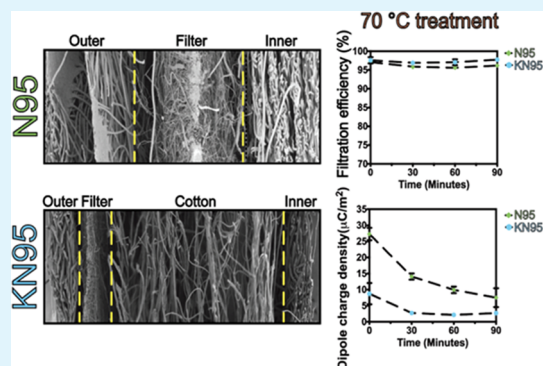 70 °C treatment
Outer Filter Inner
N95
Outer Filter Cotton Inner
KN95
Filtration efficiency (%)
100
95
90
85
80
75
70
0 30 60 90
Time (Minutes)
N95
KN95
Dipole charge density(μC/m²)
35
30
25
20
15
10
5
0
0 30 60 90
Time (Minutes)
N95
KN95